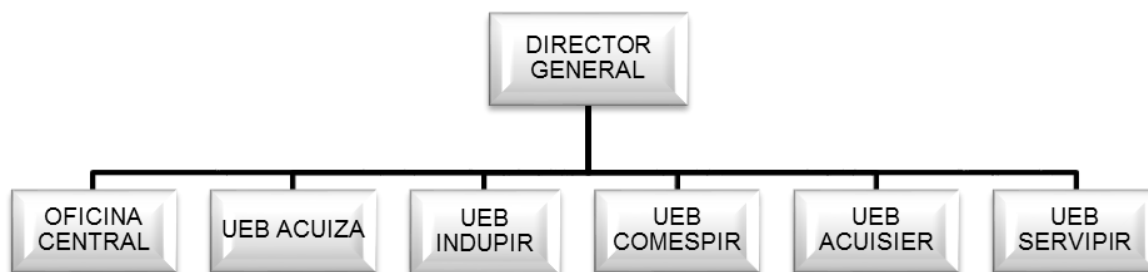 DIRECTOR
GENERAL
OFICINA
CENTRAL
UEB ACUIZA
UEB
INDUPIR
UEB
COMESPIR
UEB
ACUISIER
UEB
SERVIPIR